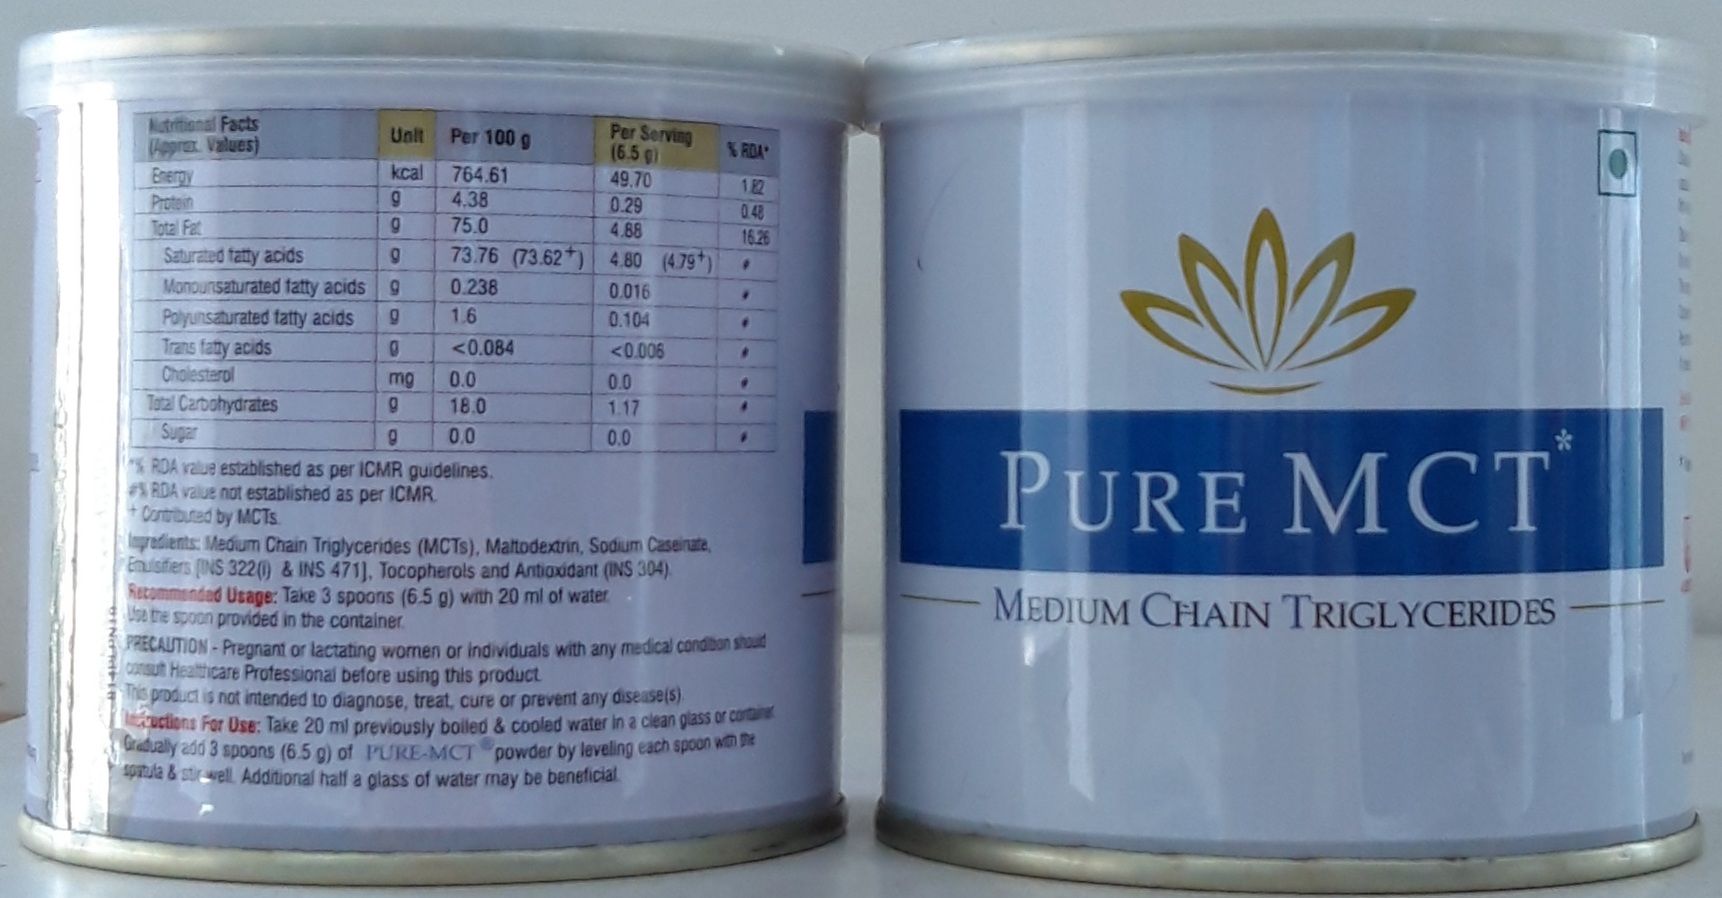 Nutritional Facts (Approx. Values) Unit Per 100 g Per Serving (6.5 g) % RDA*
Energy kcal 764.61 49.70 1.82
Protein g 4.38 0.29 0.48
Total Fat g 75.0 4.88 16.26
Saturated fatty acids g 73.76 (73.62+) 4.80 (4.79+) #
Monounsaturated fatty acids g 0.238 0.016 #
Polyunsaturated fatty acids g 1.6 0.104 #
Trans fatty acids g <0.084 <0.006 #
Cholesterol mg 0.0 0.0 #
Total Carbohydrates g 18.0 1.17 #
Sugar g 0.0 0.0 #
*% RDA value established as per ICMR guidelines.
#% RDA value not established as per ICMR.
+ Contributed by MCTs.
Ingredients: Medium Chain Triglycerides (MCTs), Maltodextrin, Sodium Caseinate,
Emulsifiers [INS 322(i) & INS 471], Tocopherols and Antioxidant (INS 304).
Recommended Usage: Take 3 spoons (6.5 g) with 20 ml of water.
Use the spoon provided in the container.
PRECAUTION - Pregnant or lactating women or individuals with any medical condition should
consult Healthcare Professional before using this product.
This product is not intended to diagnose, treat, cure or prevent any disease(s).
Instructions For Use: Take 20 ml previously boiled & cooled water in a clean glass or container.
Gradually add 3 spoons (6.5 g) of PURE-MCT® powder by leveling each spoon with the
spatula & stir well. Additional half a glass of water may be beneficial.
PURE MCT*
MEDIUM CHAIN TRIGLYCERIDES